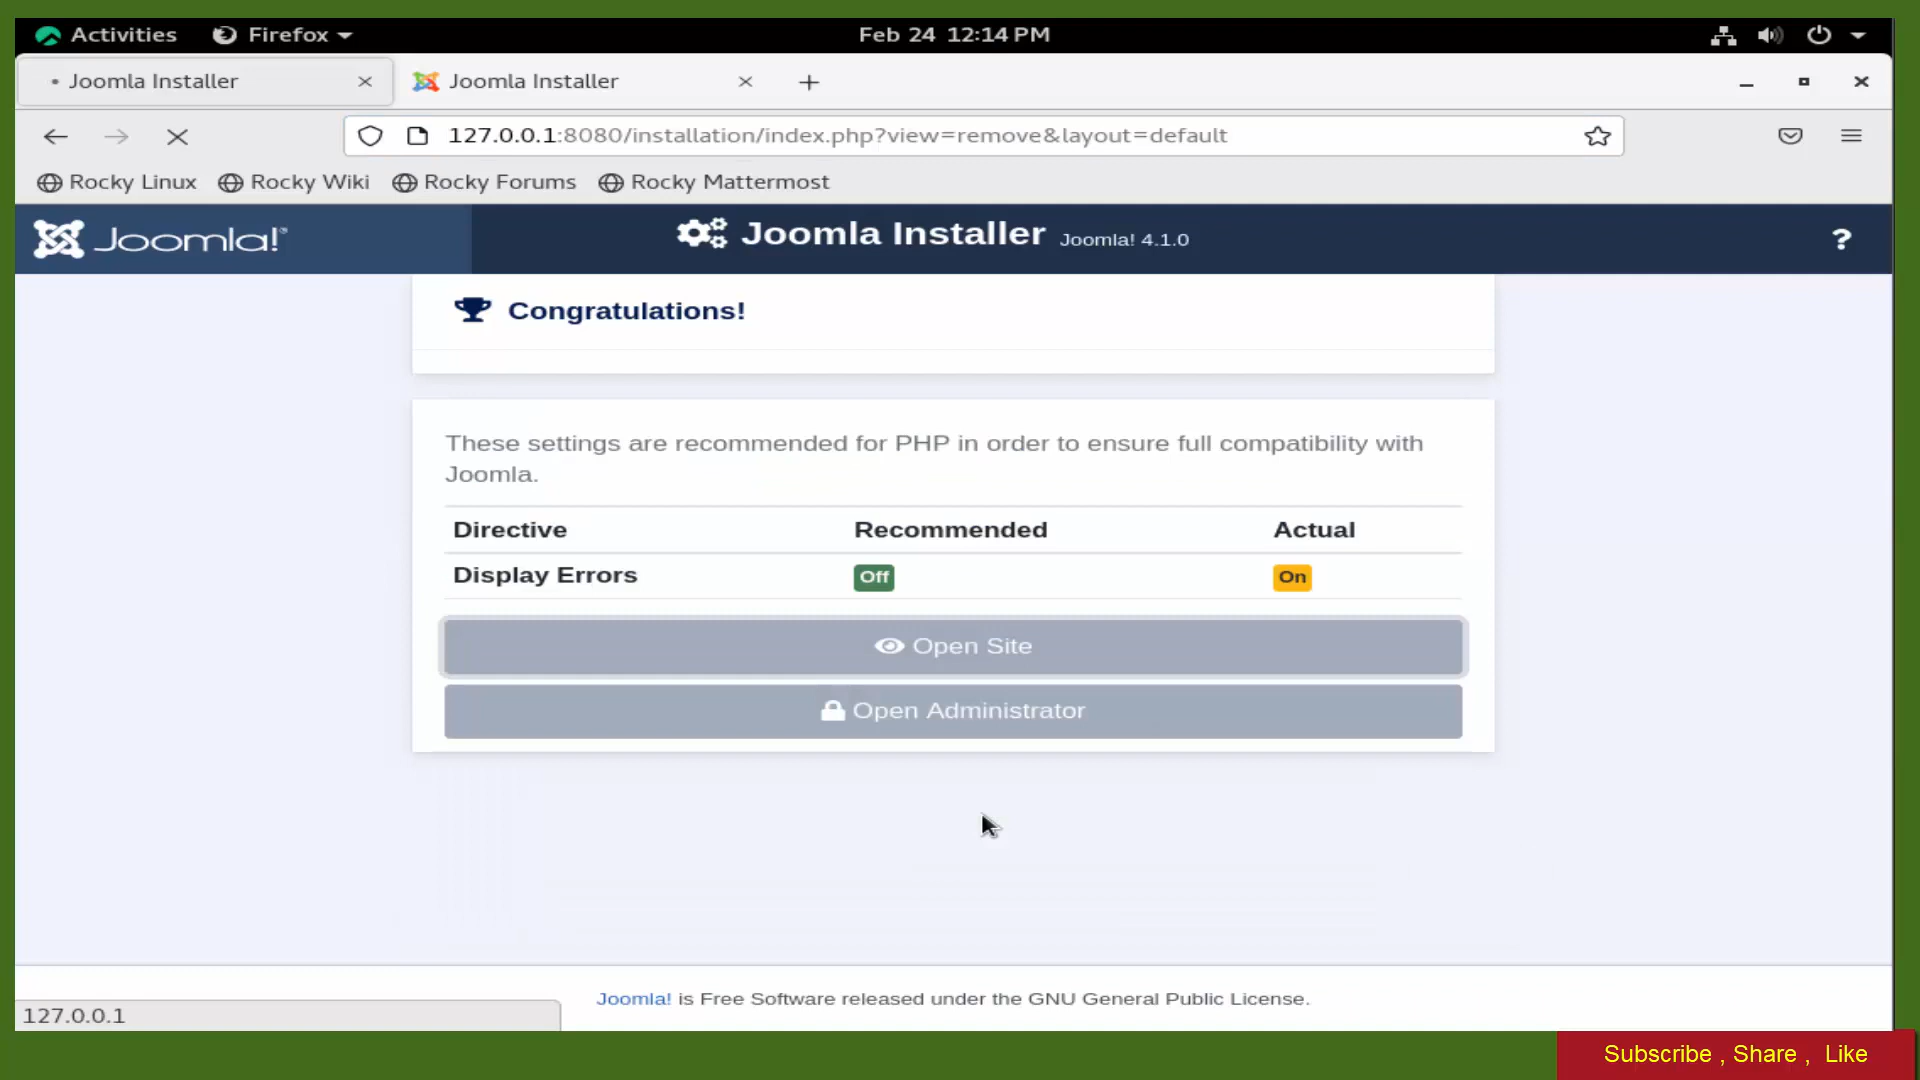 Activities Firefox Feb 24 12:14 PM
Joomla Installer Joomla Installer
127.0.0.1:8080/installation/index.php?view=remove&layout=default
Rocky Linux Rocky Wiki Rocky Forums Rocky Mattermost
Joomla!® Joomla Installer Joomla! 4.1.0 ?
Congratulations!
These settings are recommended for PHP in order to ensure full compatibility with
Joomla.
Directive Recommended Actual
Display Errors Off On
Open Site
Open Administrator
Joomla! is Free Software released under the GNU General Public License.
127.0.0.1
Subscribe , Share , Like